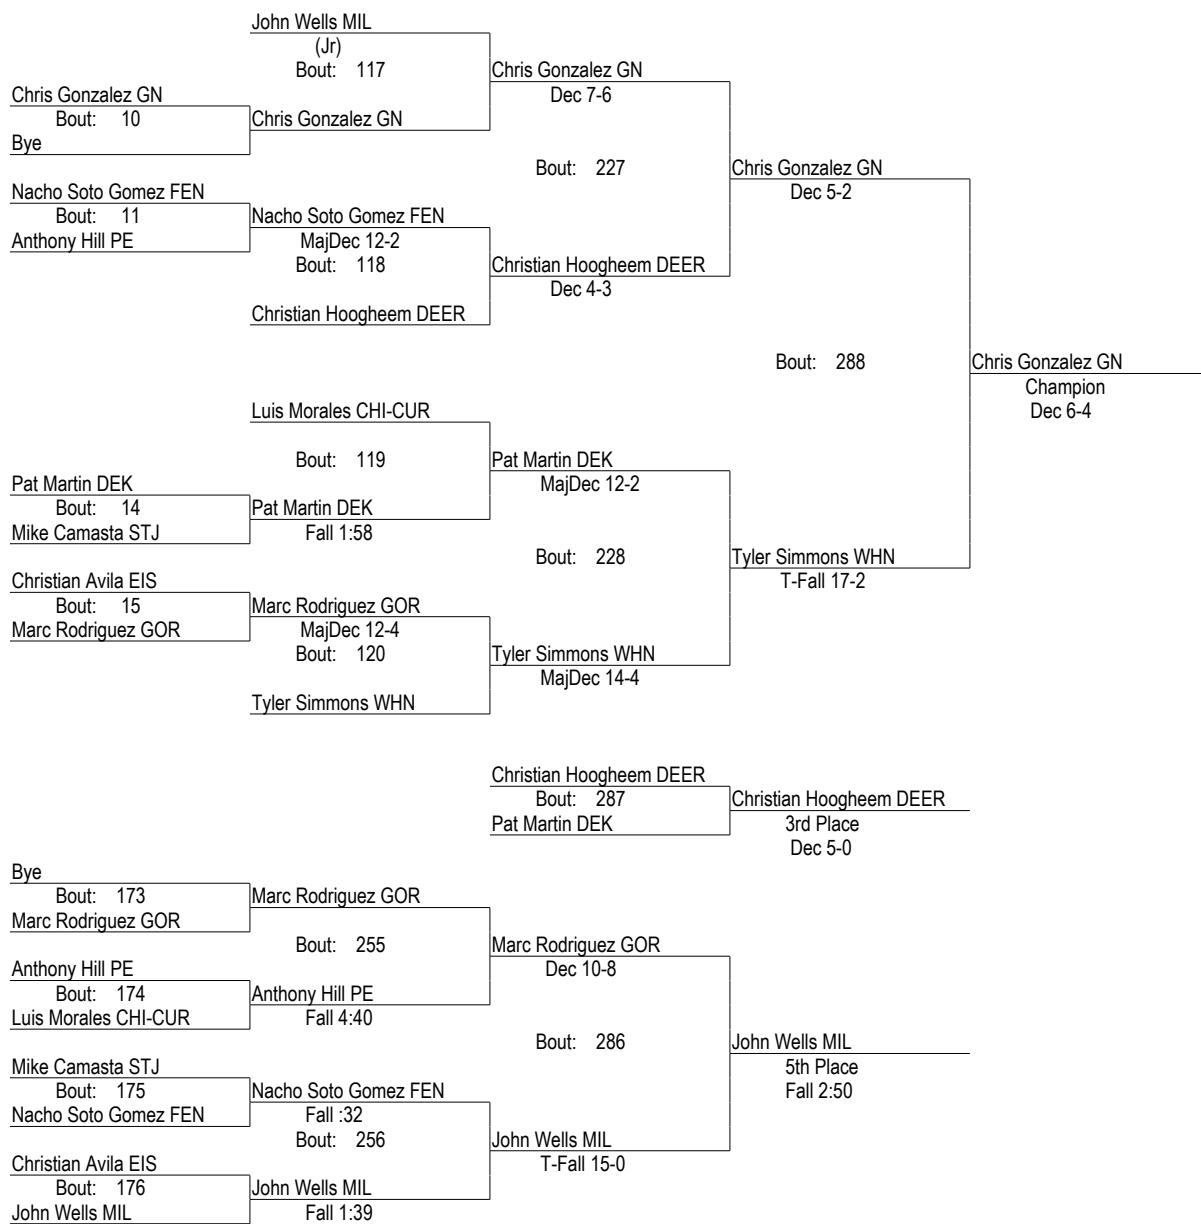 John Wells MIL
(Jr)
Bout: 117
Chris Gonzalez GN
Chris Gonzalez GN
Dec 7-6
Bout: 10
Chris Gonzalez GN
Bye
Bout: 227
Chris Gonzalez GN
Nacho Soto Gomez FEN
Dec 5-2
Bout: 11
Nacho Soto Gomez FEN
Anthony Hill PE
MajDec 12-2
Bout: 118
Christian Hoogheem DEER
Dec 4-3
Christian Hoogheem DEER
Bout: 288
Chris Gonzalez GN
Champion
Dec 6-4
Luis Morales CHI-CUR
Bout: 119
Pat Martin DEK
Pat Martin DEK
MajDec 12-2
Bout: 14
Pat Martin DEK
Mike Camasta STJ
Fall 1:58
Bout: 228
Tyler Simmons WHN
Christian Avila EIS
T-Fall 17-2
Bout: 15
Marc Rodriguez GOR
Marc Rodriguez GOR
MajDec 12-4
Bout: 120
Tyler Simmons WHN
MajDec 14-4
Tyler Simmons WHN
Christian Hoogheem DEER
Bout: 287
Christian Hoogheem DEER
Pat Martin DEK
3rd Place
Dec 5-0
Bye
Bout: 173
Marc Rodriguez GOR
Marc Rodriguez GOR
Bout: 255
Marc Rodriguez GOR
Anthony Hill PE
Dec 10-8
Bout: 174
Anthony Hill PE
Luis Morales CHI-CUR
Fall 4:40
Bout: 286
John Wells MIL
Mike Camasta STJ
5th Place
Bout: 175
Nacho Soto Gomez FEN
Fall 2:50
Nacho Soto Gomez FEN
Fall :32
Bout: 256
John Wells MIL
Christian Avila EIS
T-Fall 15-0
Bout: 176
John Wells MIL
John Wells MIL
Fall 1:39